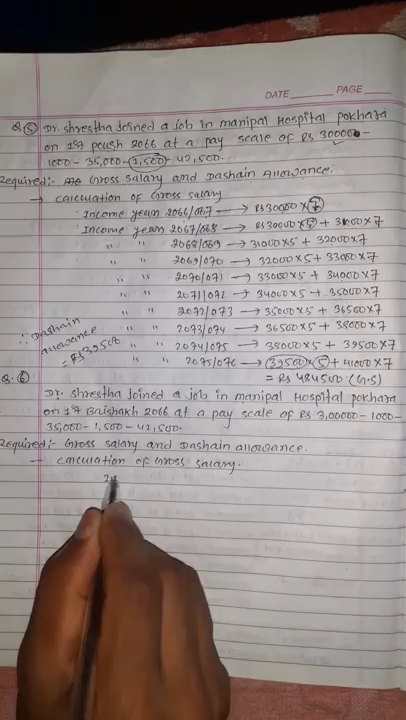 DATE PAGE
Q.⑤ Dr. shrestha Joined a job in manipal Hospital pokhara
on 1st poush 2066 at a pay scale of RS 30000-
1000 - 35,000 - 1,500 - 42,500.
Required:- Gross Salary and Dashain Allowance.
→ calculation of Gross salary
Income year 2066/067 → RS 30000 × 7
Income year 2067/068 → RS 30000 × 5 + 31000 × 7
" " 2068/069 → 31000 × 5 + 32000 × 7
" " 2069/070 → 32000 × 5 + 33000 × 7
" " 2070/071 → 33000 × 5 + 34000 × 7
" " 2071/072 → 34000 × 5 + 35000 × 7
" " 2072/073 → 35000 × 5 + 36500 × 7
" " 2073/074 → 36500 × 5 + 38000 × 7
" " 2074/075 → 38000 × 5 + 39500 × 7
" " 2075/076 → 39500 × 5 + 41000 × 7
= RS 484500 (G.S)
∴ Dashain
allowance
= RS 39500
Q.⑥
Dr. shrestha Joined a job in manipal Hospital pokhara
on 1st Baishakh 2066 at a pay scale of RS 3,00000 - 1000 -
35,000 - 1,500 - 42,500.
Required:- Gross salary and Dashain allowance.
→ calculation of Gross Salary.